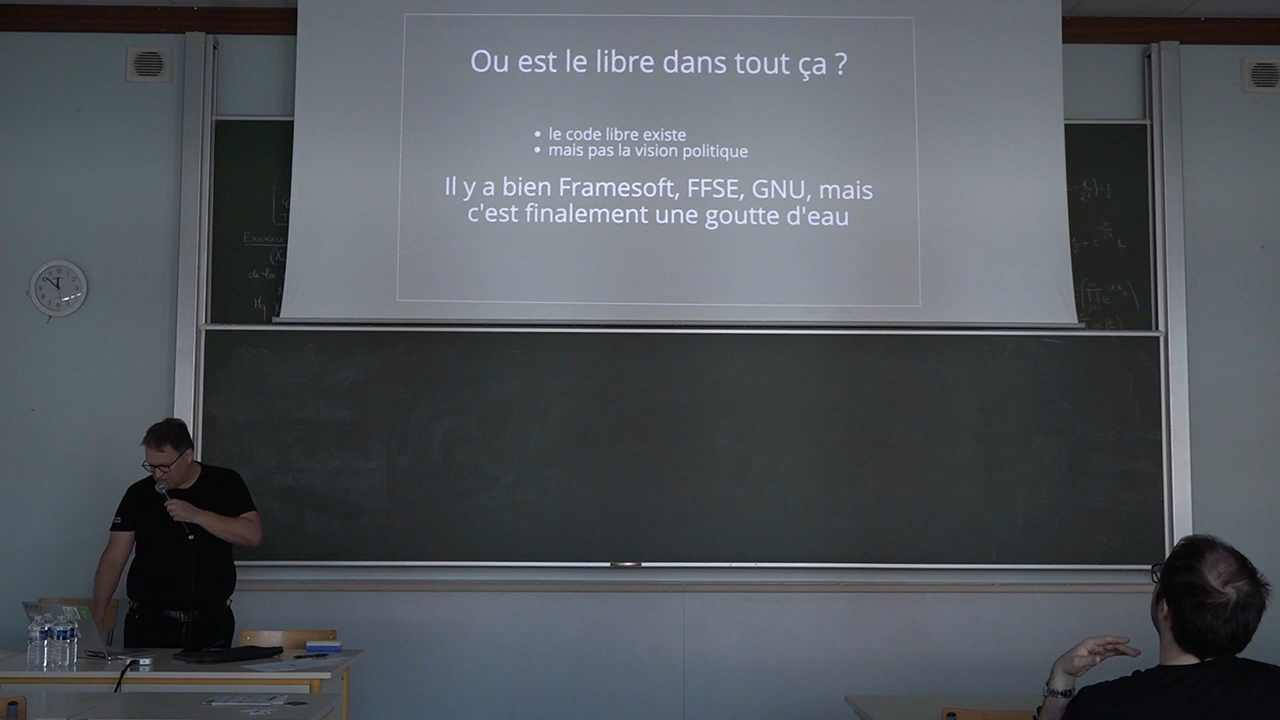 Ou est le libre dans tout ça ?
• le code libre existe
• mais pas la vision politique
Il y a bien Framesoft, FFSE, GNU, mais
c'est finalement une goutte d'eau